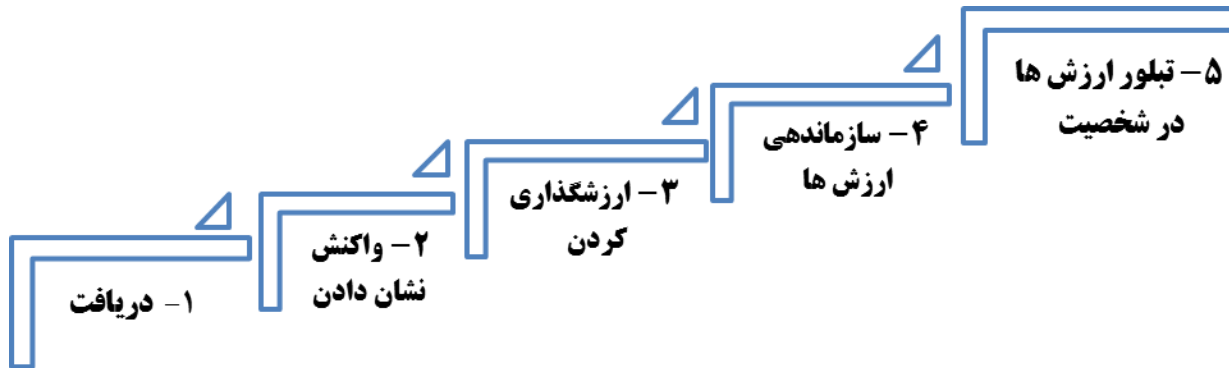 ۱- دریافت
۲- واکنش
نشان دادن
۳- ارزشگذاری
کردن
۴- سازماندهی
ارزش ها
۵- تبلور ارزش ها
در شخصیت